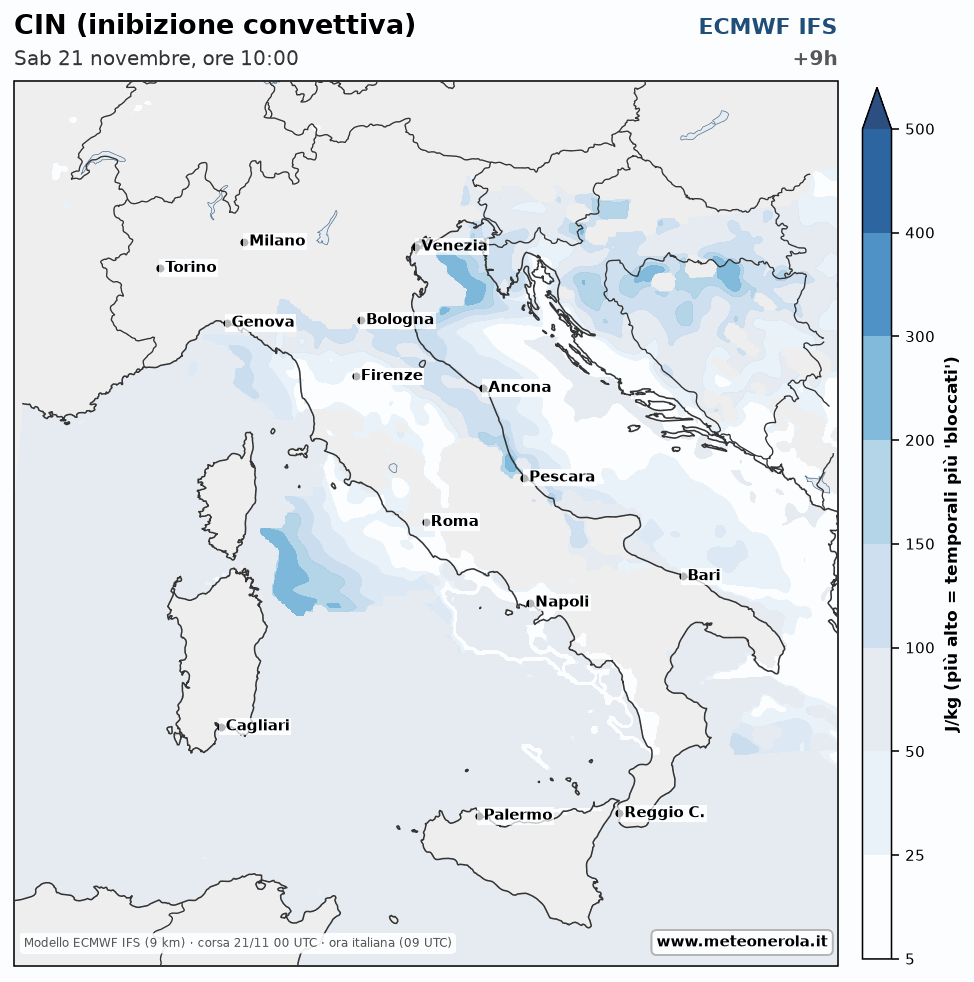 CIN (inibizione convettiva)
ECMWF IFS
Sab 21 novembre, ore 10:00
+9h
Milano
Venezia
Torino
Genova
Bologna
Firenze
Ancona
Pescara
Roma
Bari
Napoli
Cagliari
Palermo
Reggio C.
500
400
300
200
150
100
50
25
5
J/kg (più alto = temporali più 'bloccati')
Modello ECMWF IFS (9 km) · corsa 21/11 00 UTC · ora italiana (09 UTC)
www.meteonerola.it